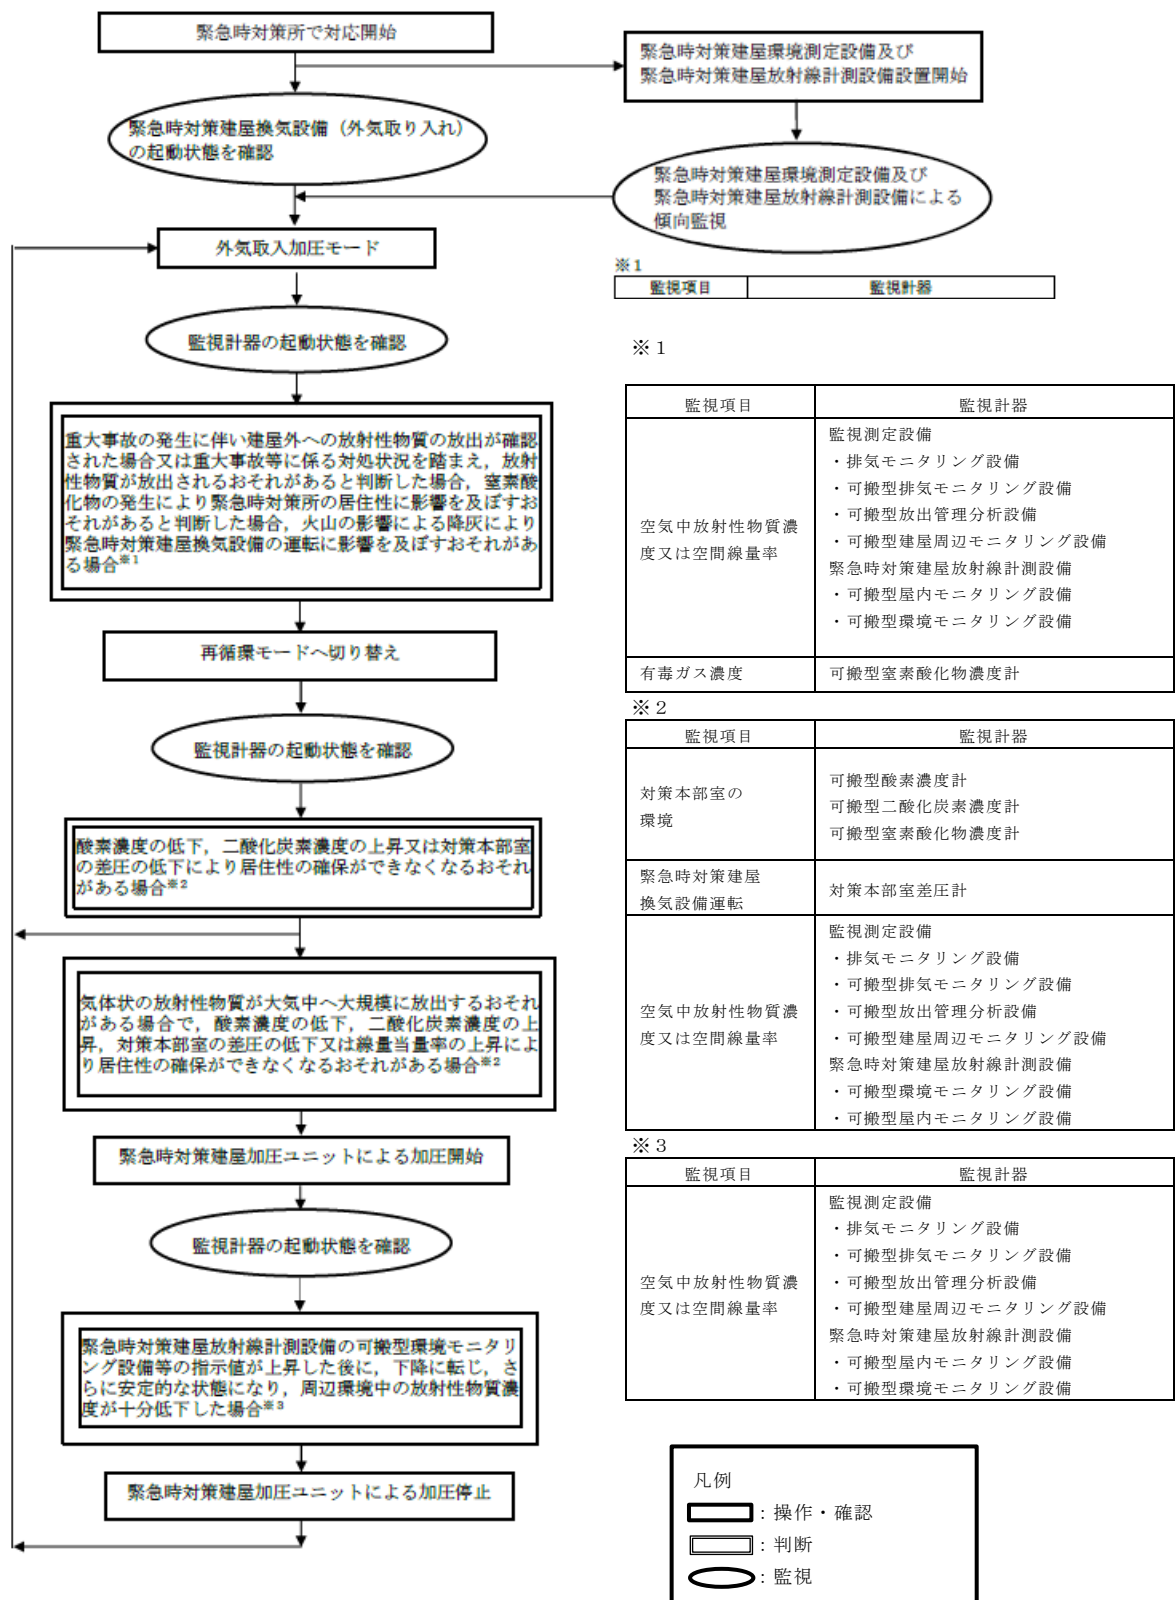 緊急時対策所で対応開始
緊急時対策建屋環境測定設備及び
緊急時対策建屋放射線計測設備設置開始
緊急時対策建屋換気設備（外気取り入れ）
の起動状態を確認
緊急時対策建屋環境測定設備及び
緊急時対策建屋放射線計測設備による
傾向監視
外気取入加圧モード
※1
監視項目 監視計器
監視計器の起動状態を確認
重大事故の発生に伴い建屋外への放射性物質の放出が確認
された場合又は重大事故等に係る対処状況を踏まえ，放射
性物質が放出されるおそれがあると判断した場合，窒素酸
化物の発生により緊急時対策所の居住性に影響を及ぼすお
それがあると判断した場合，火山の影響による降灰により
緊急時対策建屋換気設備の運転に影響を及ぼすおそれがあ
る場合※1
再循環モードへ切り替え
監視計器の起動状態を確認
酸素濃度の低下，二酸化炭素濃度の上昇又は対策本部室
の差圧の低下により居住性の確保ができなくなるおそれ
がある場合※2
気体状の放射性物質が大気中へ大規模に放出するおそれ
がある場合で，酸素濃度の低下，二酸化炭素濃度の上
昇，対策本部室の差圧の低下又は線量当量率の上昇によ
り居住性の確保ができなくなるおそれがある場合※2
緊急時対策建屋加圧ユニットによる加圧開始
監視計器の起動状態を確認
緊急時対策建屋放射線計測設備の可搬型環境モニタリ
ング設備等の指示値が上昇した後に，下降に転じ，さ
らに安定的な状態になり，周辺環境中の放射性物質濃
度が十分低下した場合※3
緊急時対策建屋加圧ユニットによる加圧停止
※１
監視項目 監視計器
空気中放射性物質濃
度又は空間線量率
監視測定設備
・排気モニタリング設備
・可搬型排気モニタリング設備
・可搬型放出管理分析設備
・可搬型建屋周辺モニタリング設備
緊急時対策建屋放射線計測設備
・可搬型屋内モニタリング設備
・可搬型環境モニタリング設備
有毒ガス濃度 可搬型窒素酸化物濃度計
※２
監視項目 監視計器
対策本部室の
環境
可搬型酸素濃度計
可搬型二酸化炭素濃度計
可搬型窒素酸化物濃度計
緊急時対策建屋
換気設備運転
対策本部室差圧計
空気中放射性物質濃
度又は空間線量率
監視測定設備
・排気モニタリング設備
・可搬型排気モニタリング設備
・可搬型放出管理分析設備
・可搬型建屋周辺モニタリング設備
緊急時対策建屋放射線計測設備
・可搬型環境モニタリング設備
・可搬型屋内モニタリング設備
※３
監視項目 監視計器
空気中放射性物質濃
度又は空間線量率
監視測定設備
・排気モニタリング設備
・可搬型排気モニタリング設備
・可搬型放出管理分析設備
・可搬型建屋周辺モニタリング設備
緊急時対策建屋放射線計測設備
・可搬型屋内モニタリング設備
・可搬型環境モニタリング設備
凡例
：操作・確認
：判断
：監視